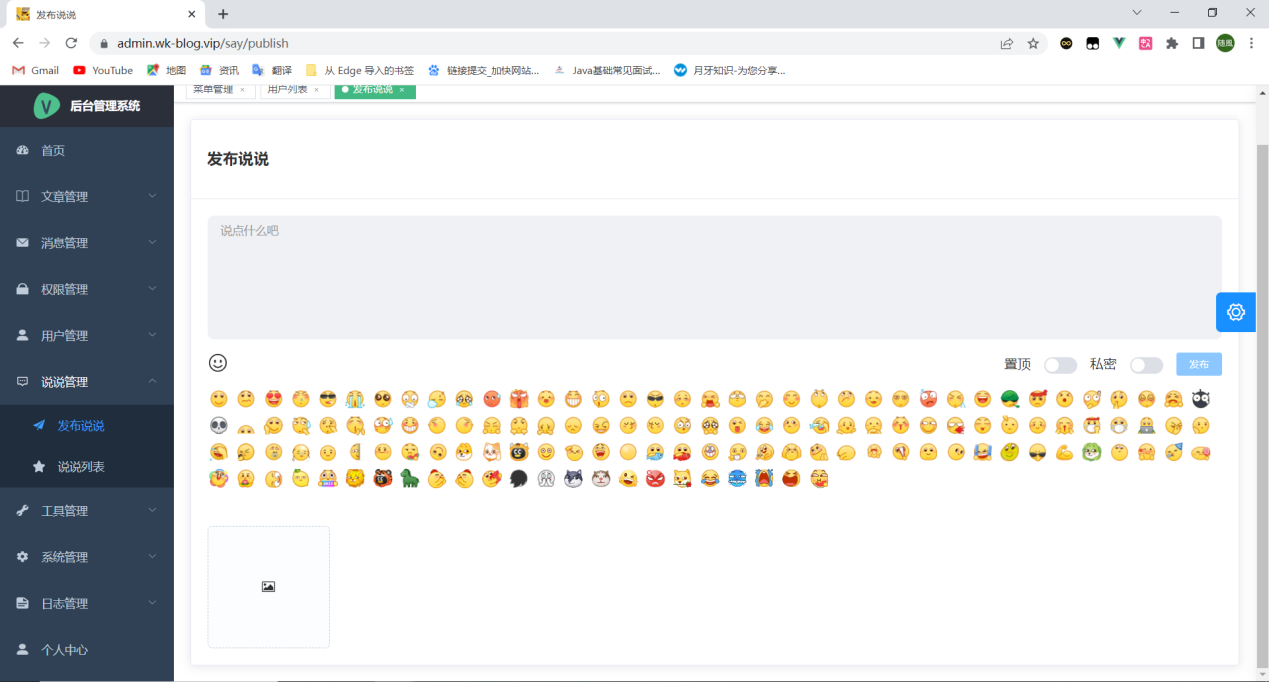 发布说说
admin.wk-blog.vip/say/publish
随風
Gmail
YouTube
地图
资讯
翻译
从 Edge 导入的书签
链接提交_加快网站...
Java基础常见面试...
月牙知识-为您分享...
V
后台管理系统
菜单管理 ×
用户列表 ×
发布说说 ×
首页
文章管理
消息管理
权限管理
用户管理
说说管理
发布说说
说说列表
工具管理
系统管理
日志管理
个人中心
发布说说
说点什么吧
置顶
私密
发布